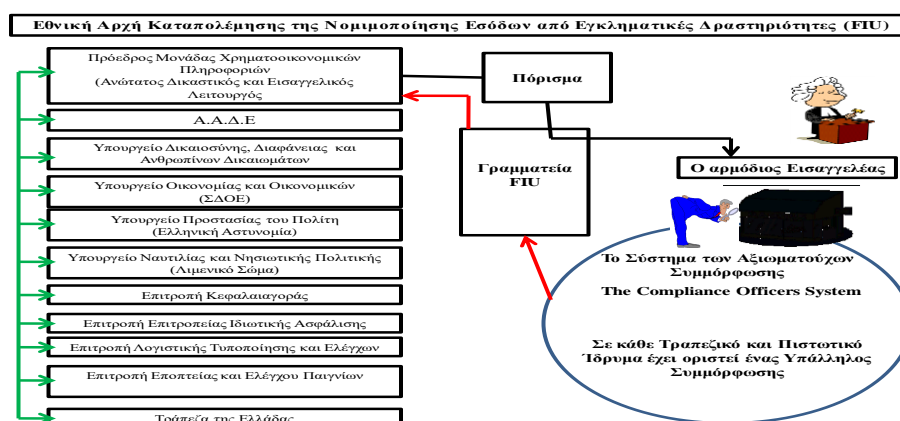 Εθνική Αρχή Καταπολέμησης της Νομιμοποίησης Εσόδων από Εγκληματικές Δραστηριότητες (FIU)
Πρόεδρος Μονάδας Χρηματοοικονομικών
Πληροφοριών
(Ανώτατος Δικαστικός και Εισαγγελικός
Λειτουργός
Α.Α.Δ.Ε
Υπουργείο Δικαιοσύνης, Διαφάνειας και
Ανθρωπίνων Δικαιωμάτων
Υπουργείο Οικονομίας και Οικονομικών
(ΣΔΟΕ)
Υπουργείο Προστασίας του Πολίτη
(Ελληνική Αστυνομία)
Υπουργείο Ναυτιλίας και Νησιωτικής Πολιτικής
(Λιμενικό Σώμα)
Επιτροπή Κεφαλαιαγοράς
Επιτροπή Επιτροπείας Ιδιωτικής Ασφάλισης
Επιτροπή Λογιστικής Τυποποίησης και Ελέγχων
Επιτροπή Εποπτείας και Ελέγχου Παιγνίων
Τράπεζα της Ελλάδας
Πόρισμα
Γραμματεία
FIU
Ο αρμόδιος Εισαγγελέας
Το Σύστημα των Αξιωματούχων
Συμμόρφωσης
The Compliance Officers System
Σε κάθε Τραπεζικό και Πιστωτικό
Ίδρυμα έχει οριστεί ένας Υπάλληλος
Συμμόρφωσης